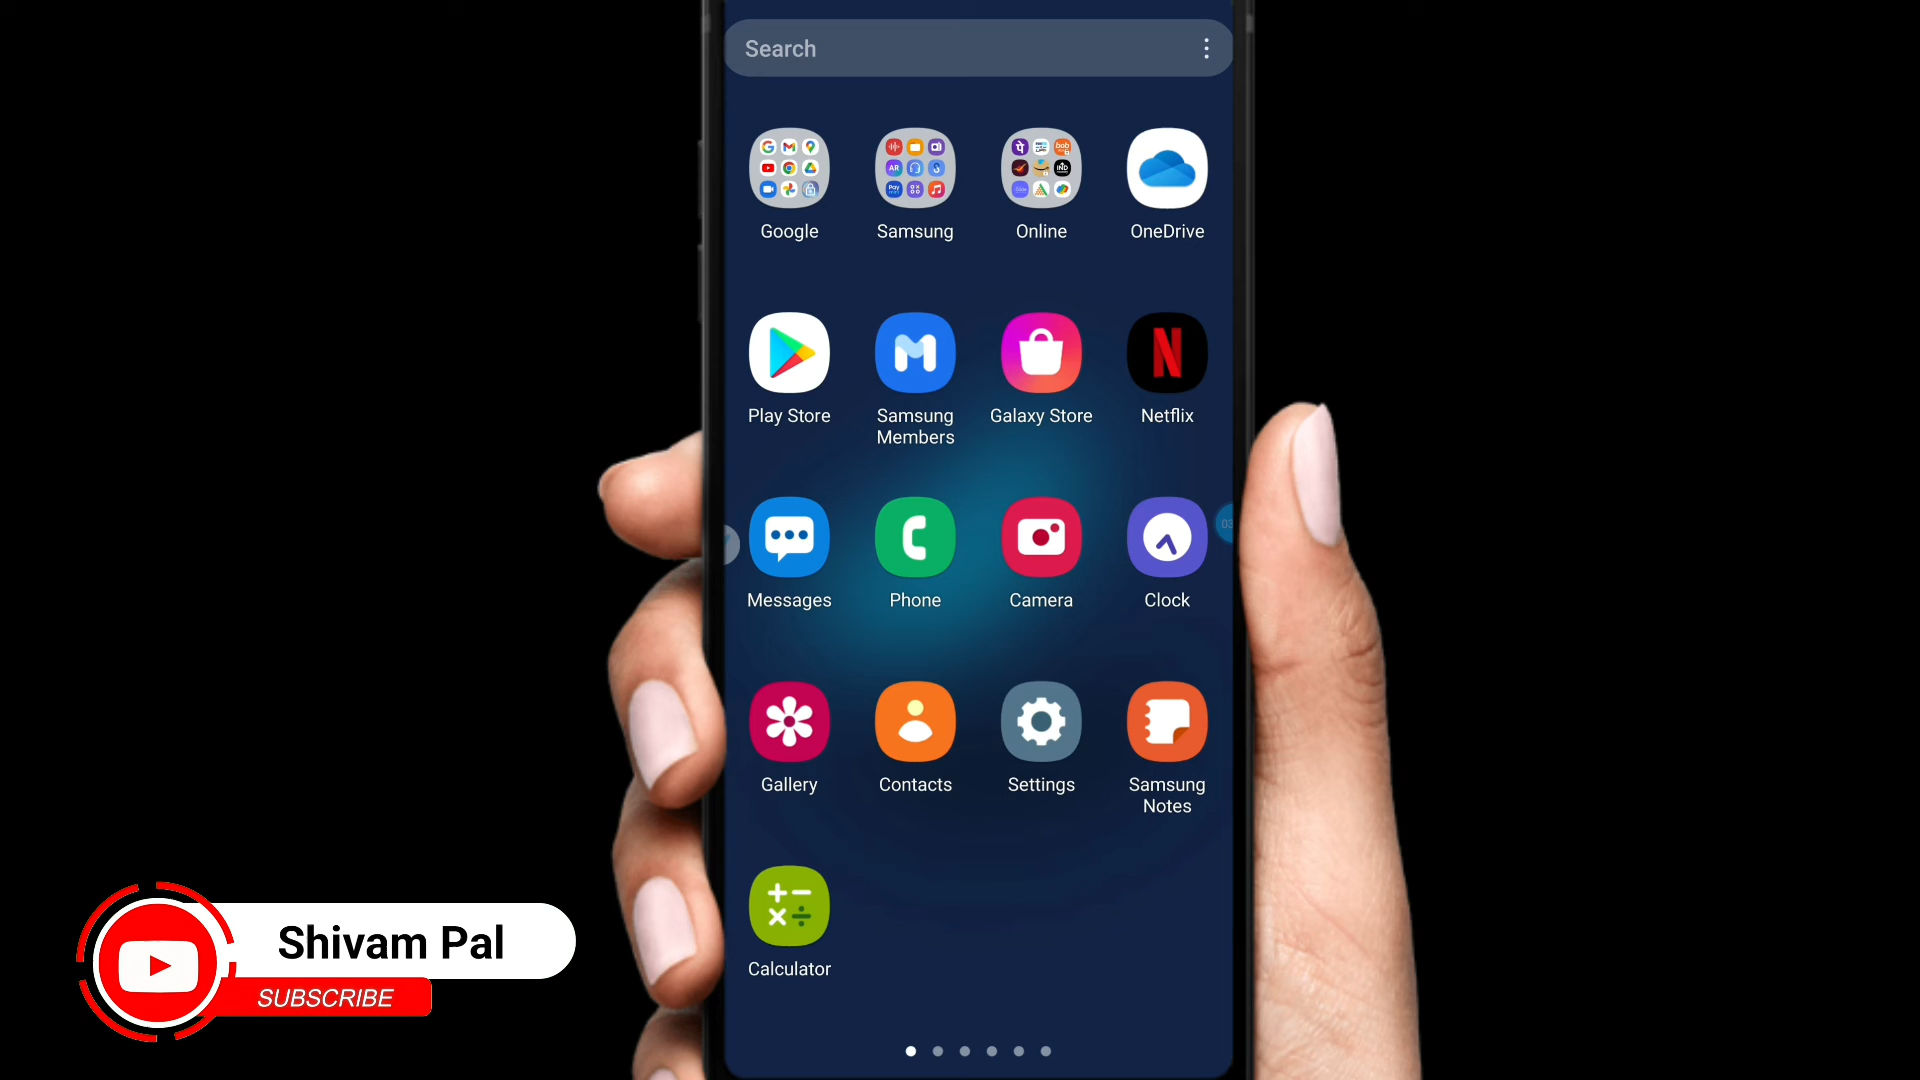 Search
Google
Samsung
Online
OneDrive
Play Store
Samsung
Members
Galaxy Store
Netflix
Messages
Phone
Camera
Clock
03
Gallery
Contacts
Settings
Samsung
Notes
Calculator
Shivam Pal
SUBSCRIBE